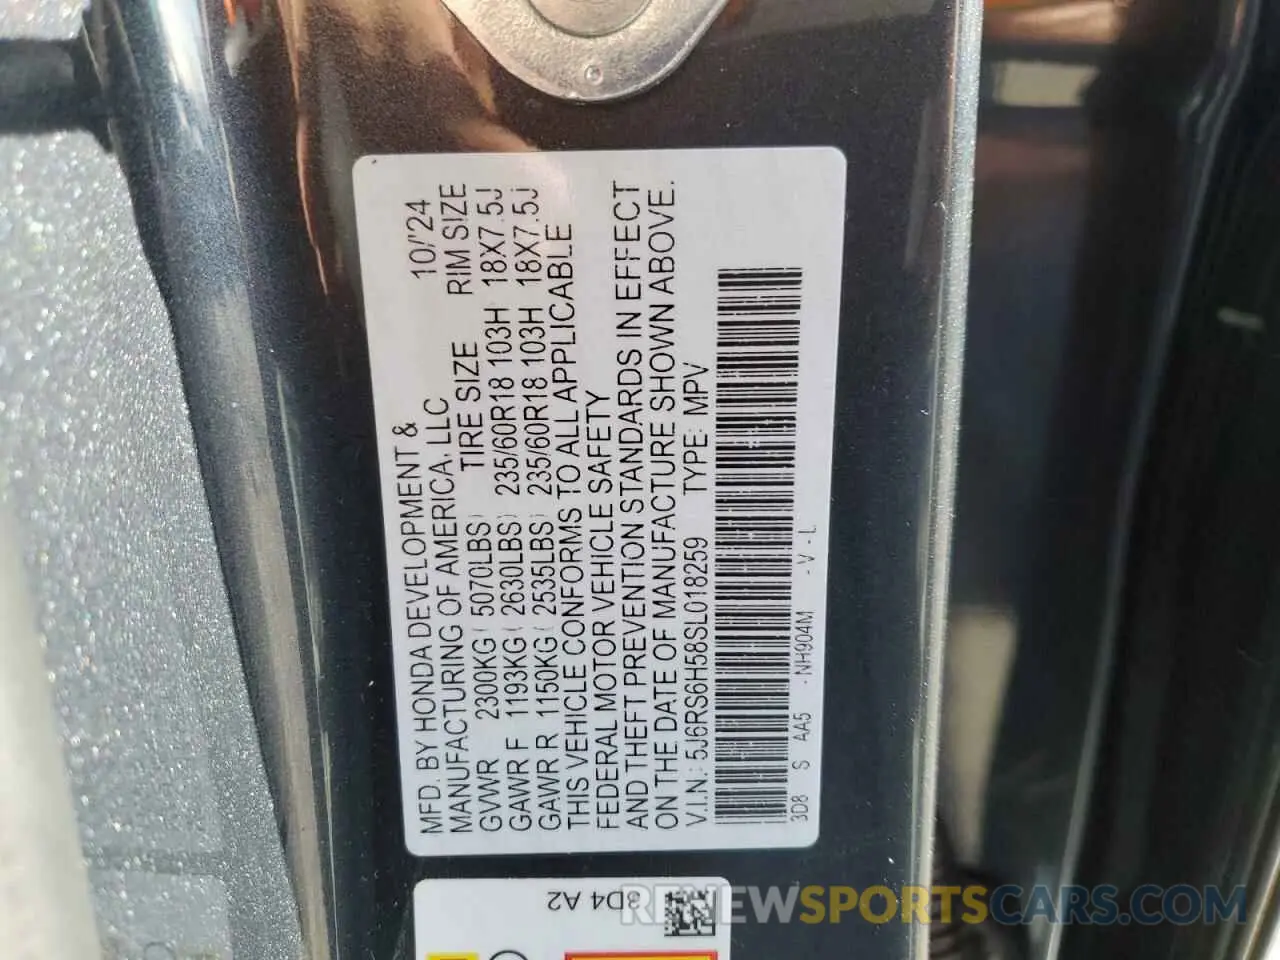 MFD. BY HONDA DEVELOPMENT &
MANUFACTURING OF AMERICA, LLC 10/'24
TIRE SIZE RIM SIZE
GVWR 2300KG ( 5070LBS)
GAWR F 1193KG ( 2630LBS) 235/60R18 103H 18X7.5J
GAWR R 1150KG ( 2535LBS) 235/60R18 103H 18X7.5J
THIS VEHICLE CONFORMS TO ALL APPLICABLE
FEDERAL MOTOR VEHICLE SAFETY
AND THEFT PREVENTION STANDARDS IN EFFECT
ON THE DATE OF MANUFACTURE SHOWN ABOVE.
V.I.N.: 5J6RS6H58SL018259 TYPE: MPV
3D8 S AA5 - NH904M - V - L
3D4 A2
RENEWSPORTSCARS.COM